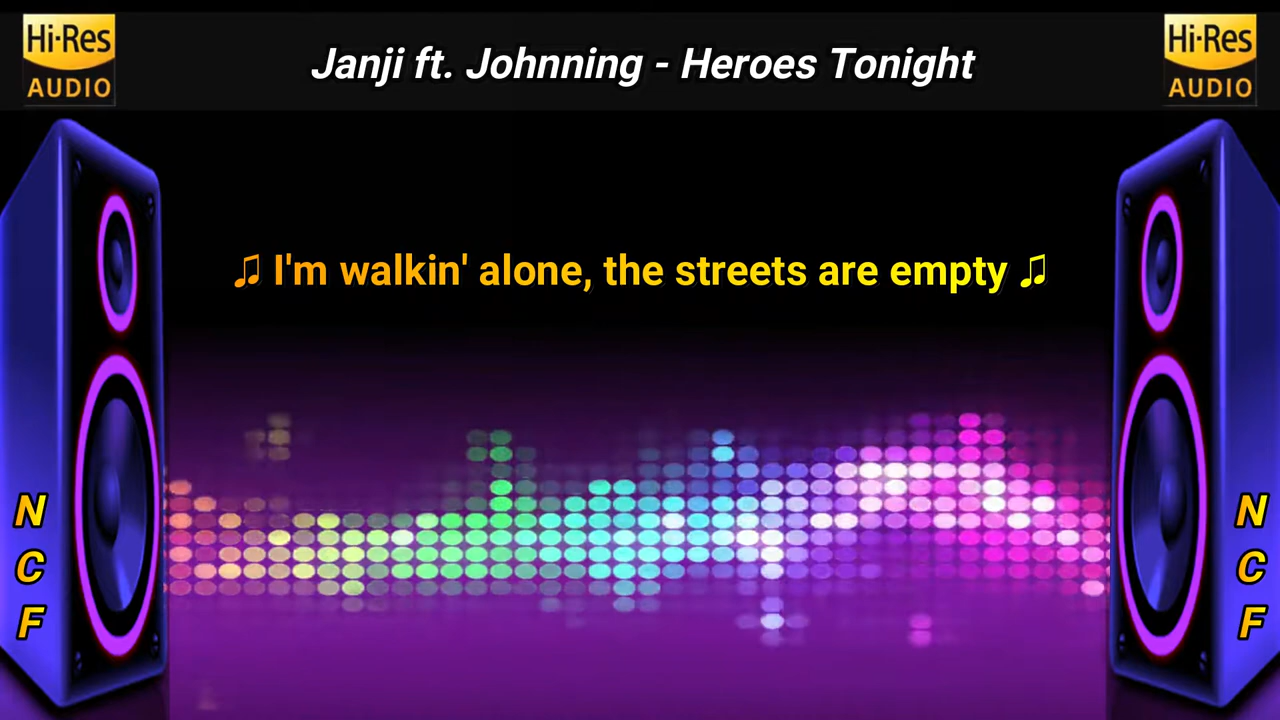 Hi-Res
AUDIO
Janji ft. Johnning - Heroes Tonight
Hi-Res
AUDIO
♫ I'm walkin' alone, the streets are empty ♫
N
C
F
N
C
F